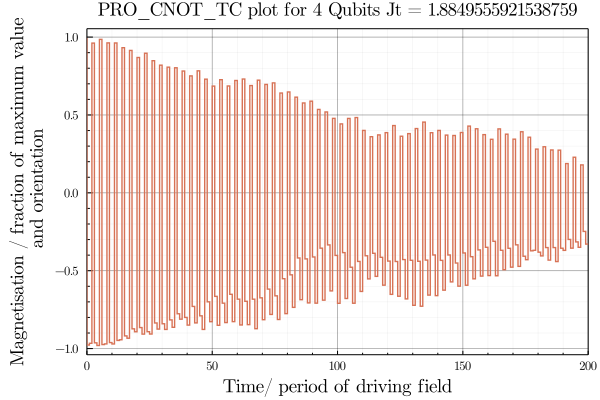 PRO_CNOT_TC plot for 4 Qubits Jt = 1.8849555921538759
Magnetisation / fraction of maximum value
and orientation
1.0
0.5
0.0
−0.5
−1.0
0
50
100
150
200
Time/ period of driving field